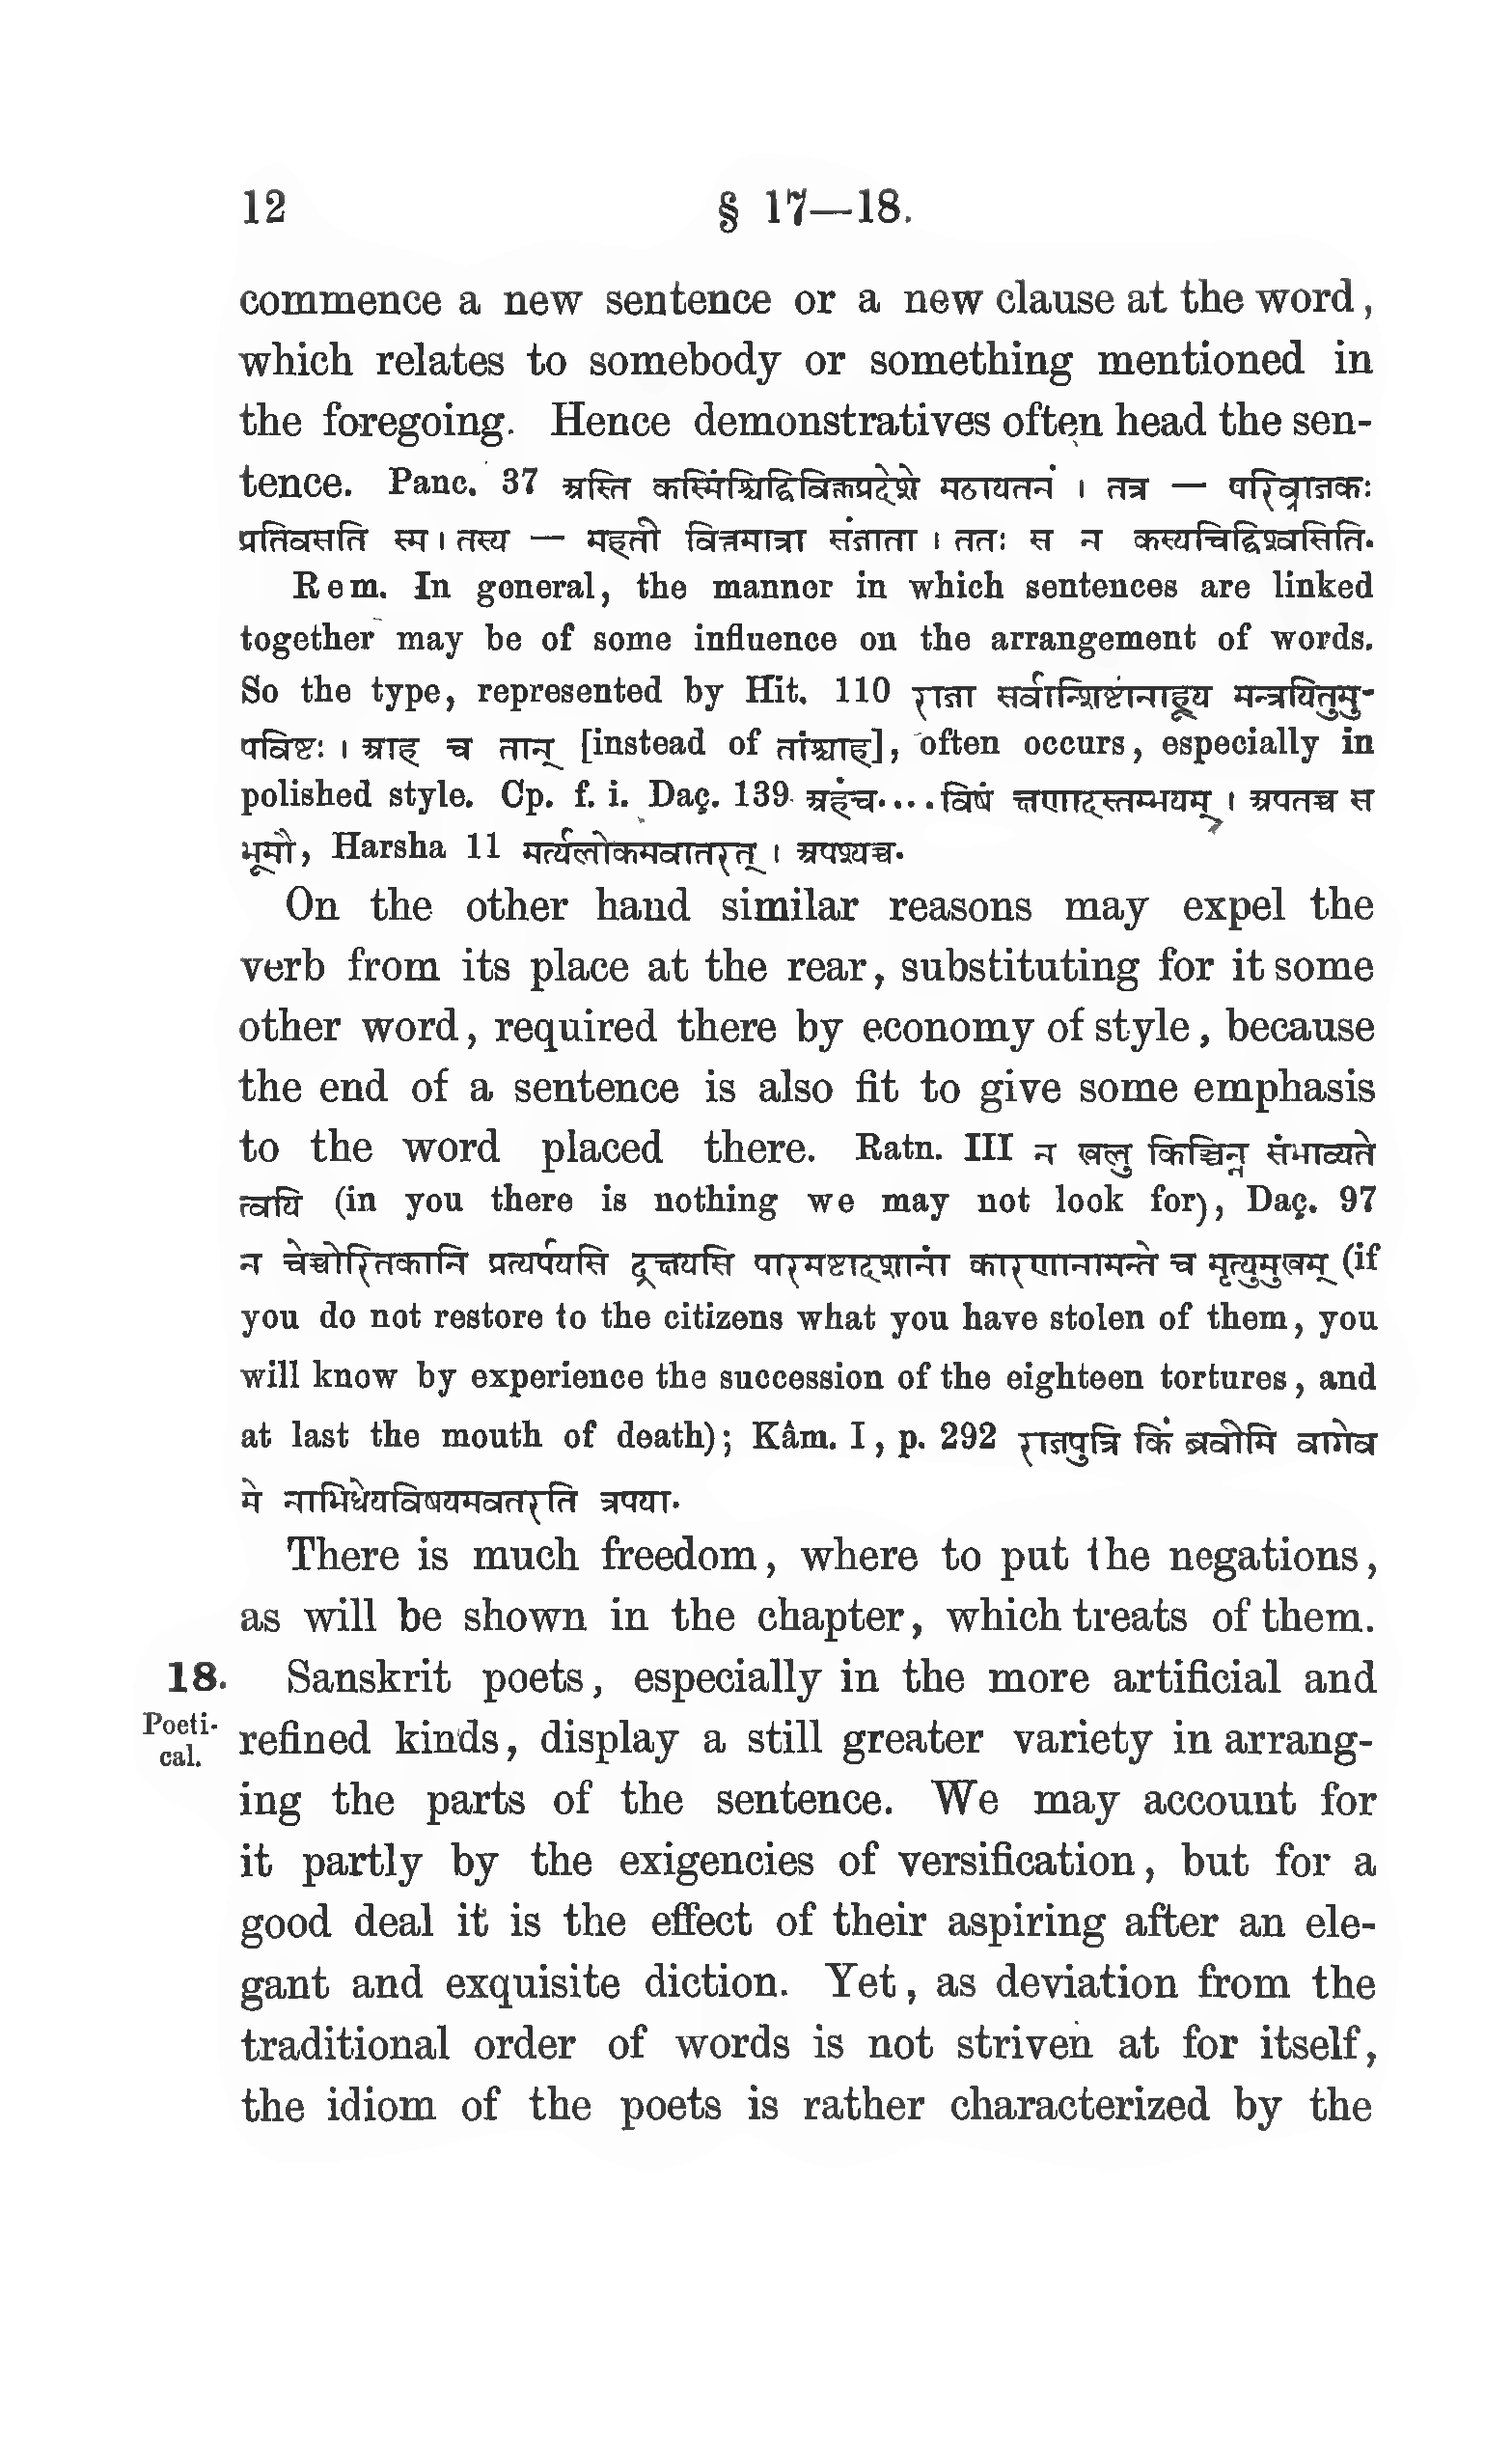 12 § 17—18.
commence a new sentence or a new clause at the word,
which relates to somebody or something mentioned in
the foregoing. Hence demonstratives often head the sen-
tence. Panc. 37 अस्ति कस्मिंश्चिद्विविक्तप्रदेशे मठायतनं । तत्र — परिव्राजकः
प्रतिवसति स्म । तस्य — महती वित्तमात्रा संजाता । ततः स न कस्यचिद्विश्वसिति.
Rem. In general, the manner in which sentences are linked
together may be of some influence on the arrangement of words.
So the type, represented by Hit. 110 राजा सर्वान्शिष्टानाहूय मन्त्रयितुमु-
पविष्टः । आह च तान् [instead of तांश्चाह], often occurs, especially in
polished style. Cp. f. i. Daç. 139 अहंच.... विषं क्षणादस्तम्भयम् । अपतच्च स
भूमौ, Harsha 11 मर्त्यलोकमवातरत् । अपश्यच्च.
On the other hand similar reasons may expel the
verb from its place at the rear, substituting for it some
other word, required there by economy of style, because
the end of a sentence is also fit to give some emphasis
to the word placed there. Ratn. III न खलु किञ्चिन्न संभाव्यते
त्वयि (in you there is nothing we may not look for), Daç. 97
न चेच्चोरितकानि प्रत्यर्पयसि द्रक्ष्यसि पारमष्टादशानां कारणानामन्ते च मृत्युमुखम् (if
you do not restore to the citizens what you have stolen of them, you
will know by experience the succession of the eighteen tortures, and
at last the mouth of death); Kâm. I, p. 292 राजपुत्रि किं ब्रवीमि वागेव
मे नाभिधेयविषयमवतरति त्रपया.
There is much freedom, where to put the negations,
as will be shown in the chapter, which treats of them.
18. Sanskrit poets, especially in the more artificial and
Poeti-
cal.
refined kinds, display a still greater variety in arrang-
ing the parts of the sentence. We may account for
it partly by the exigencies of versification, but for a
good deal it is the effect of their aspiring after an ele-
gant and exquisite diction. Yet, as deviation from the
traditional order of words is not striven at for itself,
the idiom of the poets is rather characterized by the